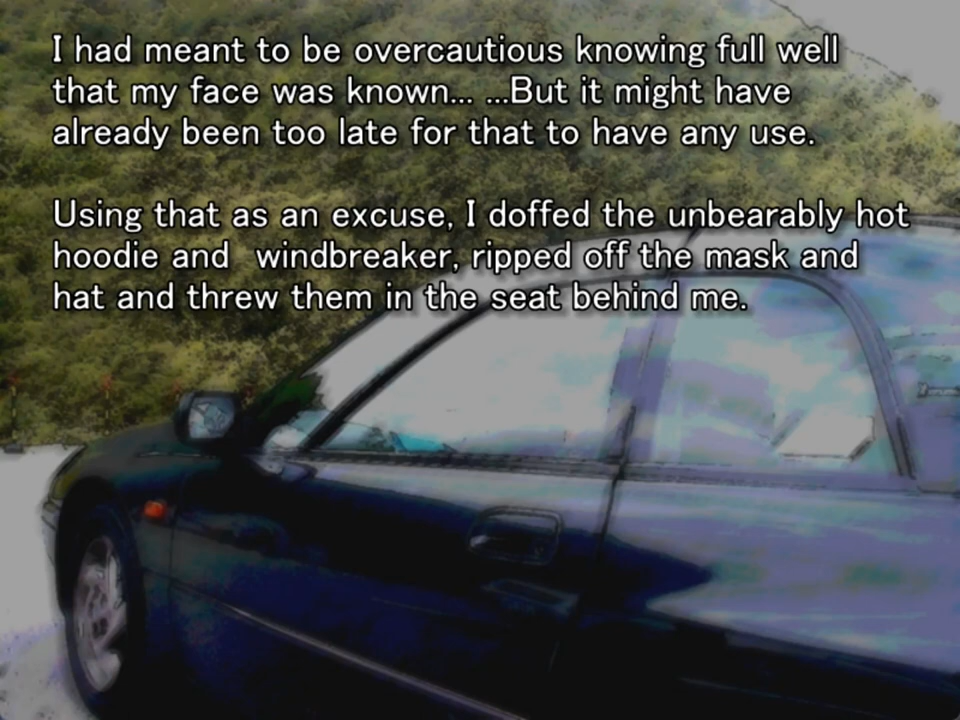 I had meant to be overcautious knowing full well
that my face was known... ...But it might have
already been too late for that to have any use.
Using that as an excuse, I doffed the unbearably hot
hoodie and  windbreaker, ripped off the mask and
hat and threw them in the seat behind me.